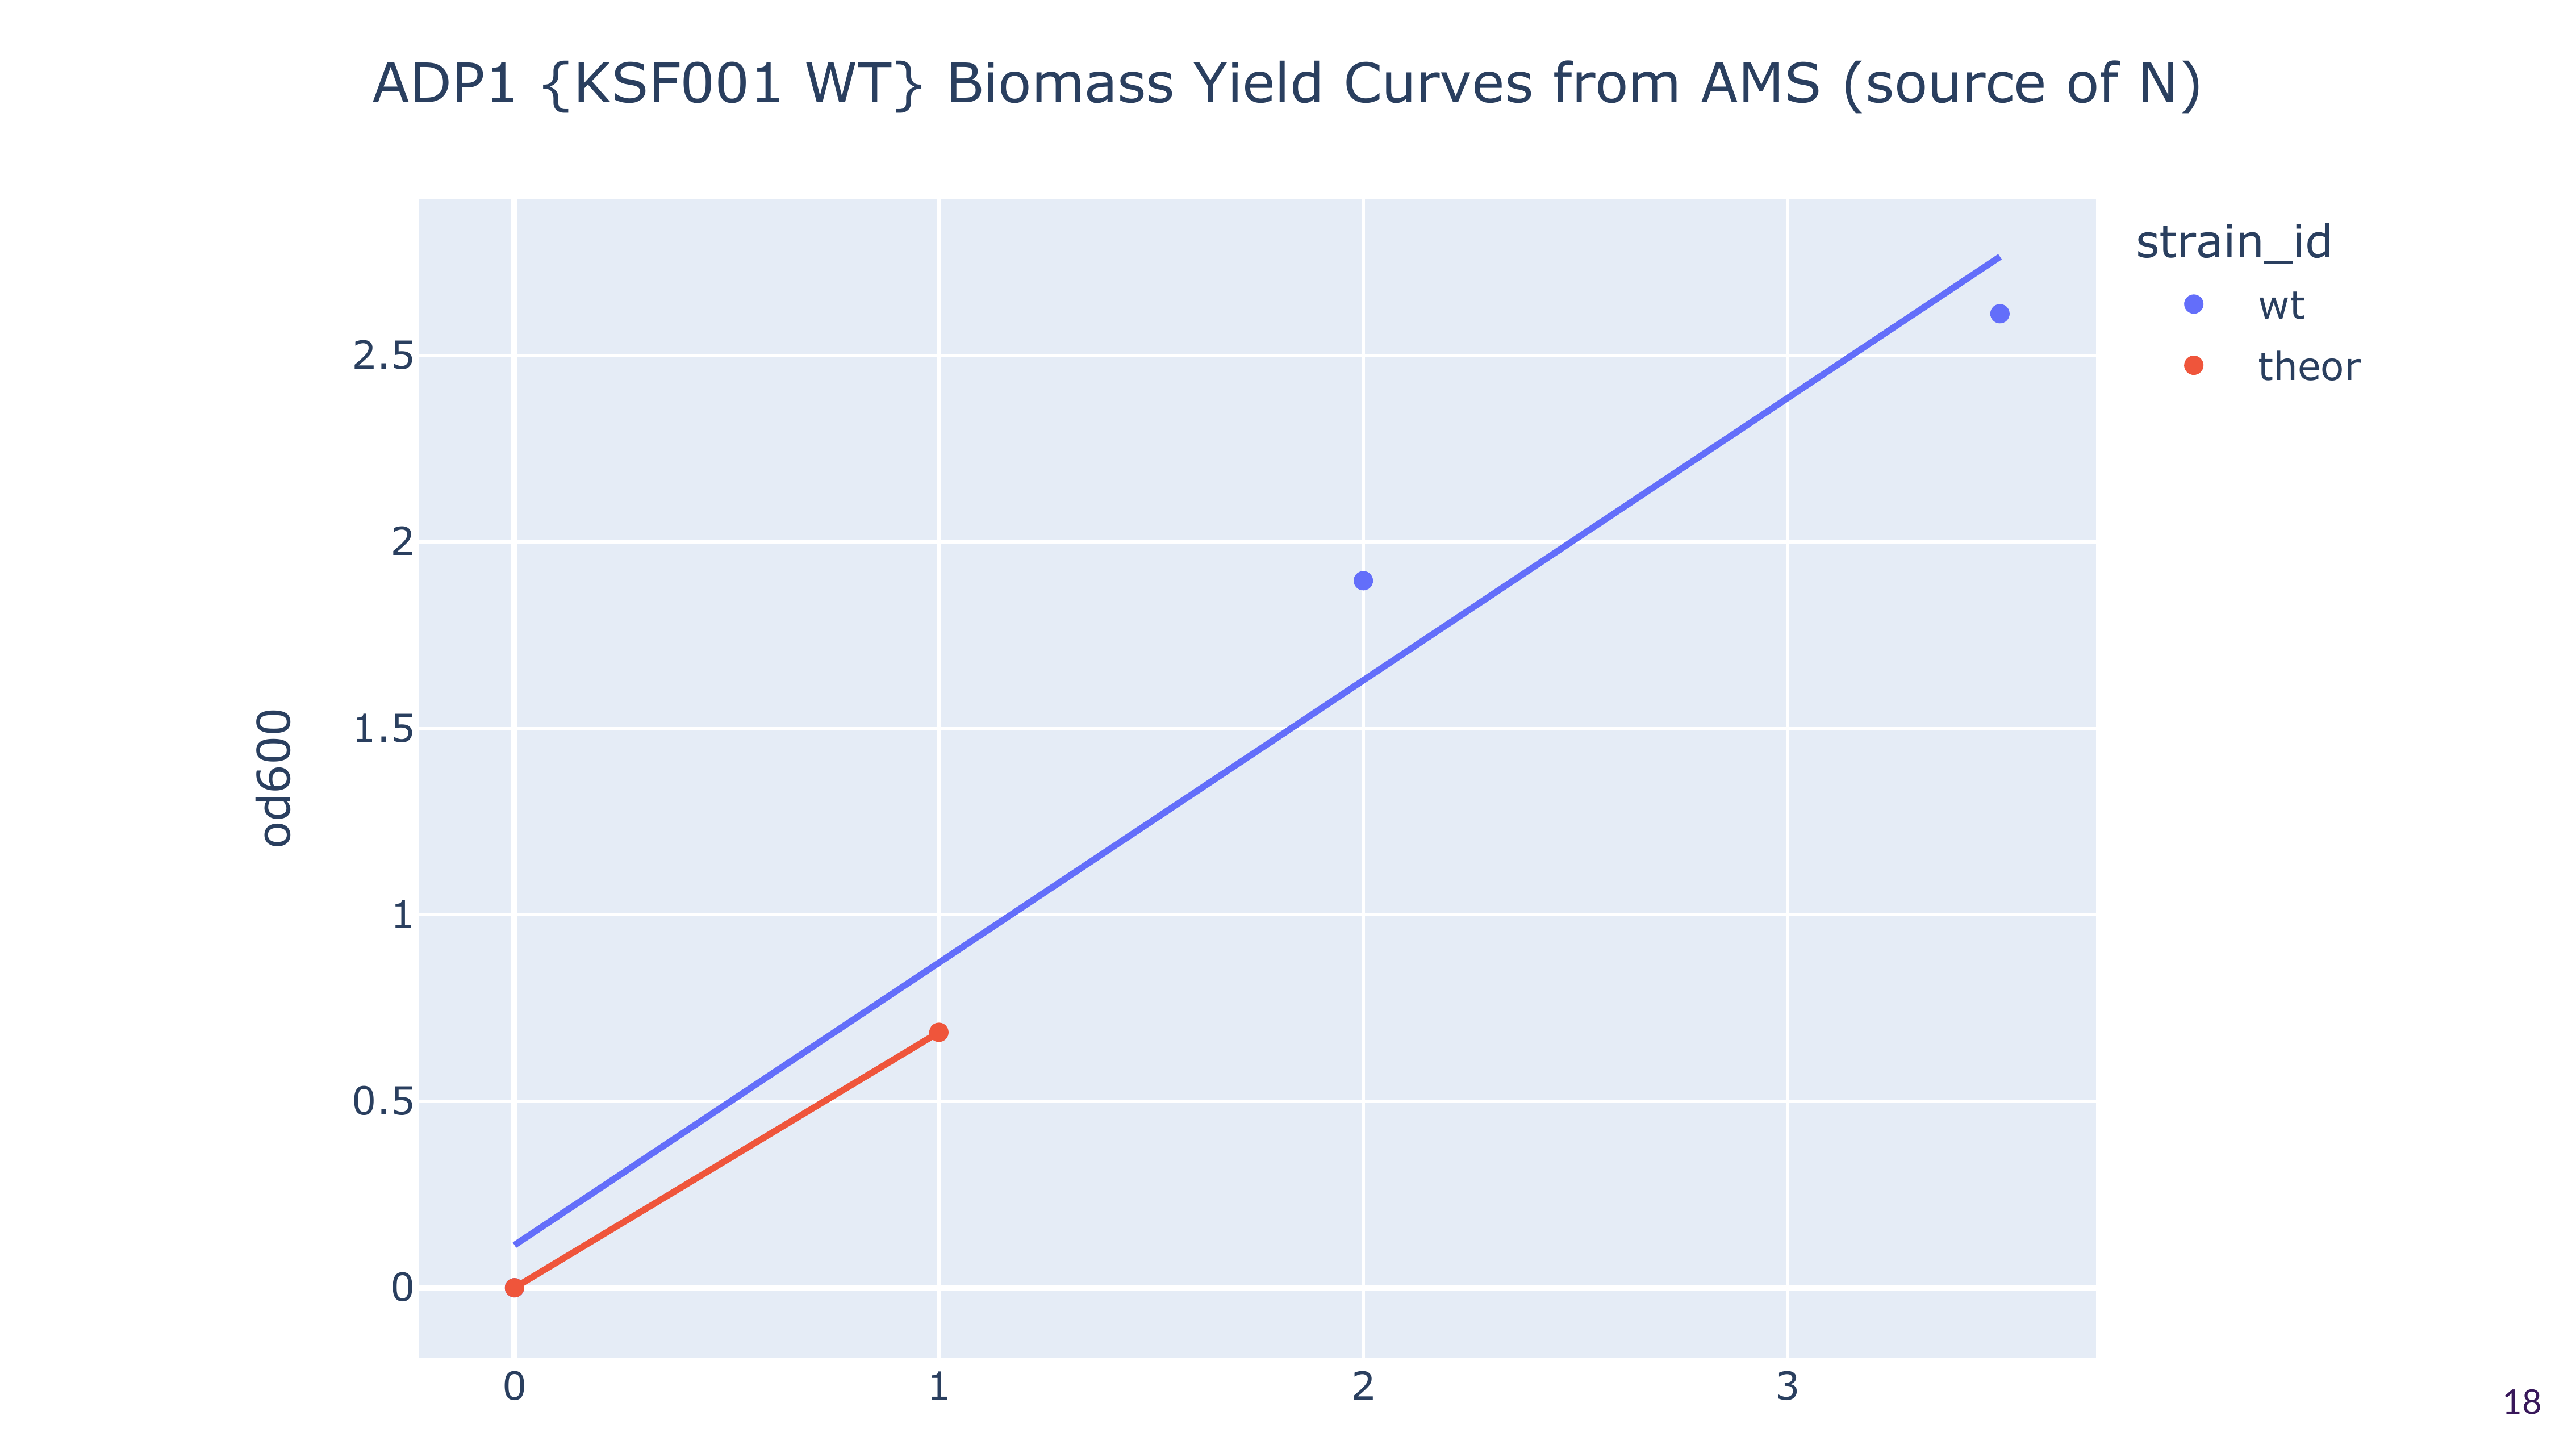 ADP1 {KSF001 WT} Biomass Yield Curves from AMS (source of N)
strain_id
wt
theor
od600
2.5
2
1.5
1
0.5
0
0
1
2
3
18